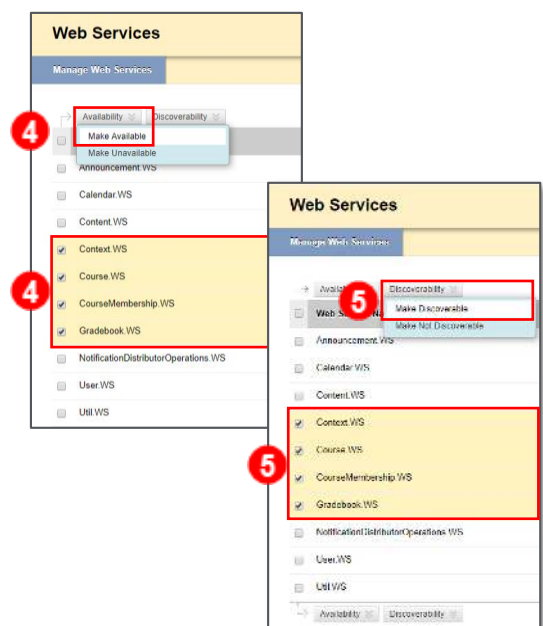 Web Services
Manage Web Services
Availability Discoverability
4
Make Available
Make Unavailable
Announcement.WS
Calendar.WS
Content.WS
Context.WS
Course.WS
4
CourseMembership.WS
Gradebook.WS
NotificationDistributorOperations.WS
User.WS
Util.WS
Web Services
Manage Web Services
Discoverability
5
Make Discoverable
Make Not Discoverable
Announcement.WS
Calendar.WS
Content.WS
Context.WS
Course.WS
5
CourseMembership.WS
Gradebook.WS
NotificationDistributorOperations.WS
User.WS
Util.WS
Availability Discoverability